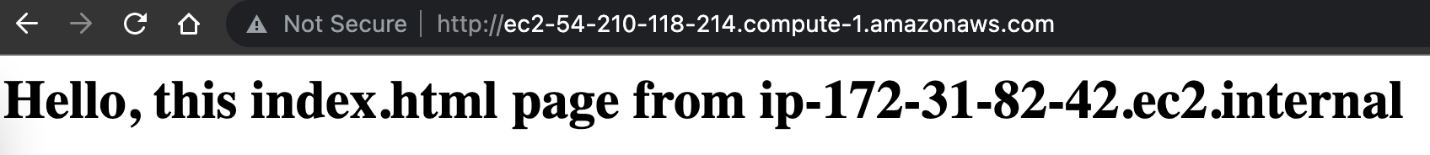 Not Secure http://ec2-54-210-118-214.compute-1.amazonaws.com
Hello, this index.html page from ip-172-31-82-42.ec2.internal